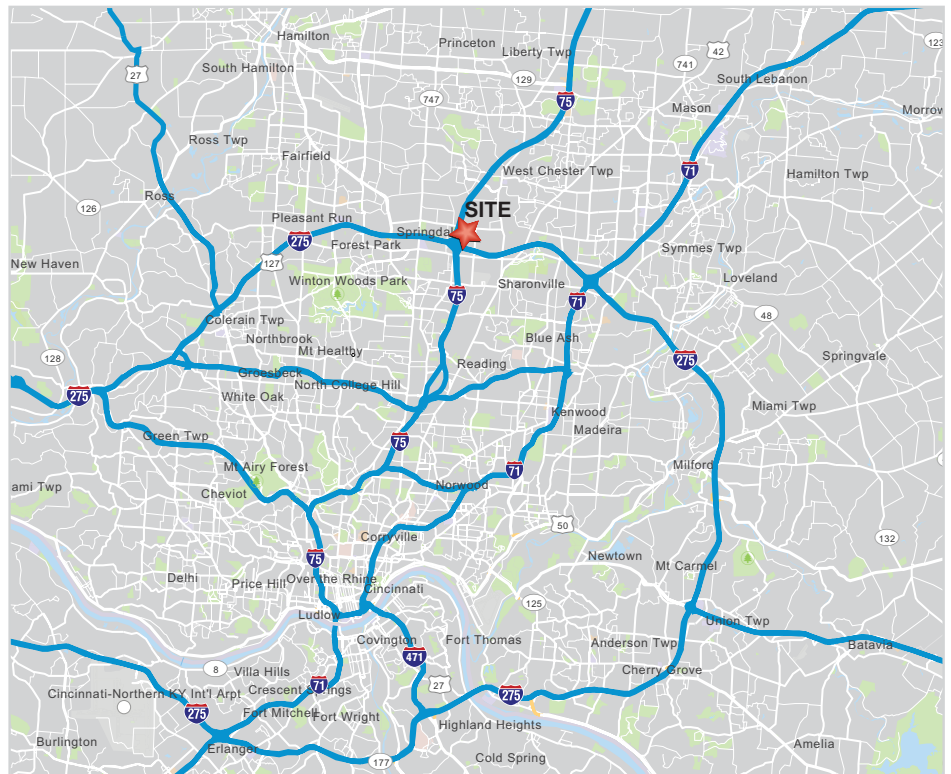 Hamilton
Princeton
Liberty Twp
42
123
741
South Hamilton
27
129
South Lebanon
747
75
Mason
Morrow
Ross Twp
Fairfield
West Chester Twp
71
Hamilton Twp
Ross
126
SITE
Pleasant Run
Springdal
275
Forest Park
Symmes Twp
New Haven
127
Winton Woods Park
Sharonville
Loveland
75
71
Colerain Twp
48
Northbrook
Blue Ash
Mt Healthy
128
Reading
275
Springvale
Groesbeck
North College Hill
275
White Oak
Miami Twp
Kenwood
Madeira
Green Twp
75
Mt Airy Forest
71
Milford
ami Twp
Cheviot
Norwood
50
Corryville
132
75
Newtown
Mt Carmel
Delhi
Price Hill
Over the Rhine
Cincinnati
125
Ludlow
Union Twp
Covington
Fort Thomas
Anderson Twp
Batavia
471
8
Villa Hills
Cherry Grove
71
27
Cincinnati-Northern KY Int'l Arpt
Crescent Springs
275
275
Fort Mitchell
Fort Wright
Highland Heights
Burlington
Erlanger
Amelia
177
Cold Spring